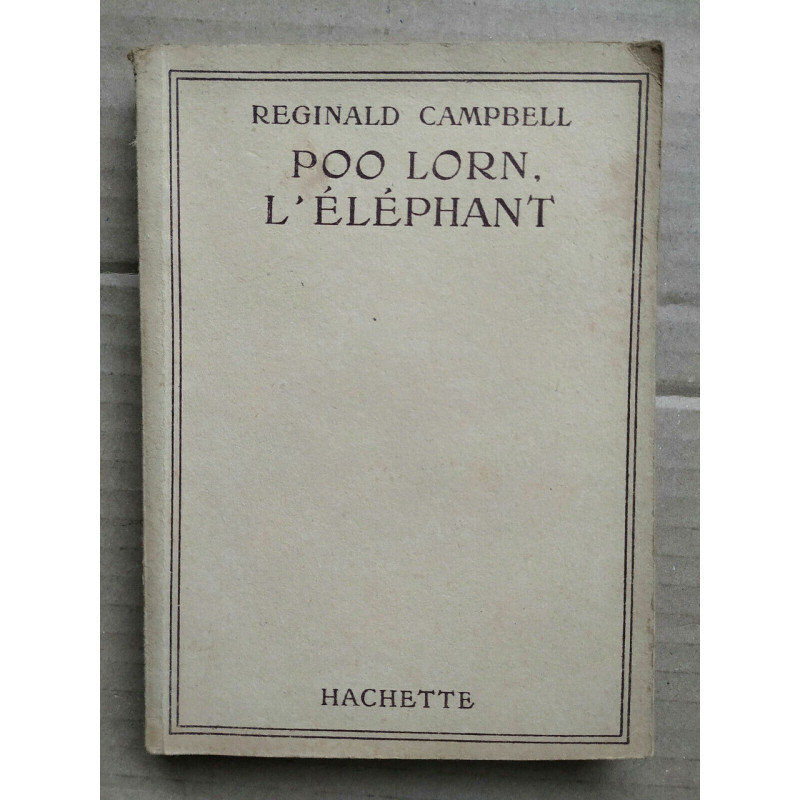 REGINALD CAMPBELL
POO LORN,
L'ÉLÉPHANT
HACHETTE